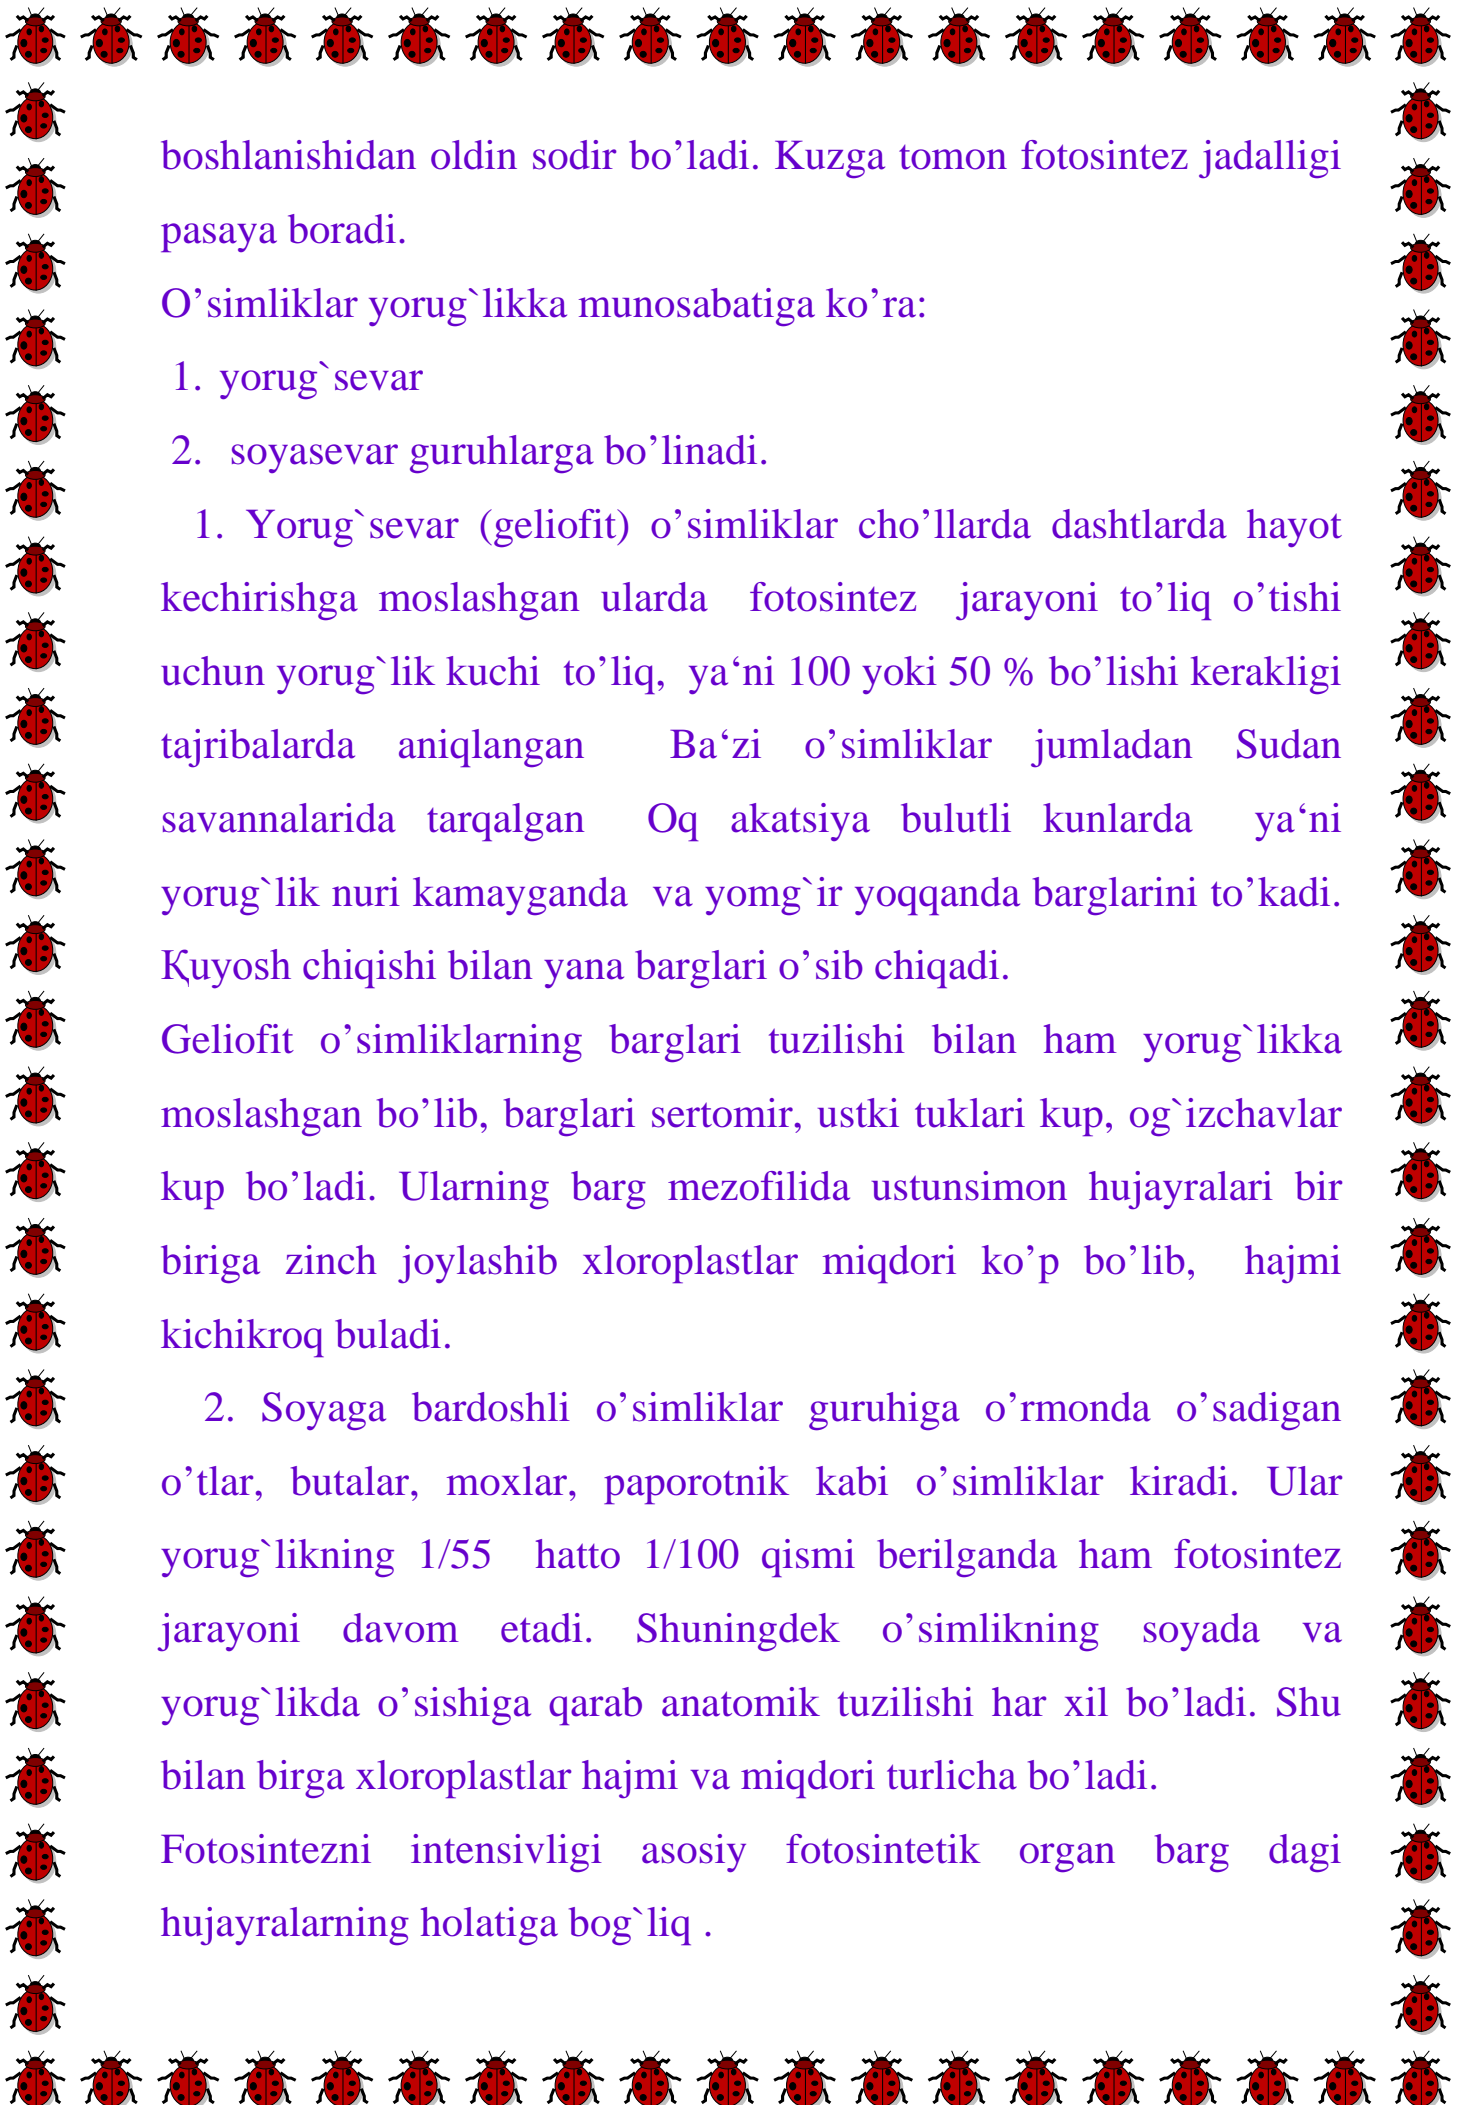 boshlanishidan oldin sodir bo’ladi. Kuzga tomon fotosintez jadalligi
pasaya boradi.
O’simliklar yorug`likka munosabatiga ko’ra:
1. yorug`sevar
2. soyasevar guruhlarga bo’linadi.
1. Yorug`sevar (geliofit) o’simliklar cho’llarda dashtlarda hayot
kechirishga moslashgan ularda fotosintez jarayoni to’liq o’tishi
uchun yorug`lik kuchi to’liq, ya‘ni 100 yoki 50 % bo’lishi kerakligi
tajribalarda aniqlangan Ba‘zi o’simliklar jumladan Sudan
savannalarida tarqalgan Oq akatsiya bulutli kunlarda ya‘ni
yorug`lik nuri kamayganda va yomg`ir yoqqanda barglarini to’kadi.
Қuyosh chiqishi bilan yana barglari o’sib chiqadi.
Geliofit o’simliklarning barglari tuzilishi bilan ham yorug`likka
moslashgan bo’lib, barglari sertomir, ustki tuklari kup, og`izchavlar
kup bo’ladi. Ularning barg mezofilida ustunsimon hujayralari bir
biriga zinch joylashib xloroplastlar miqdori ko’p bo’lib, hajmi
kichikroq buladi.
2. Soyaga bardoshli o’simliklar guruhiga o’rmonda o’sadigan
o’tlar, butalar, moxlar, paporotnik kabi o’simliklar kiradi. Ular
yorug`likning 1/55 hatto 1/100 qismi berilganda ham fotosintez
jarayoni davom etadi. Shuningdek o’simlikning soyada va
yorug`likda o’sishiga qarab anatomik tuzilishi har xil bo’ladi. Shu
bilan birga xloroplastlar hajmi va miqdori turlicha bo’ladi.
Fotosintezni intensivligi asosiy fotosintetik organ barg dagi
hujayralarning holatiga bog`liq .